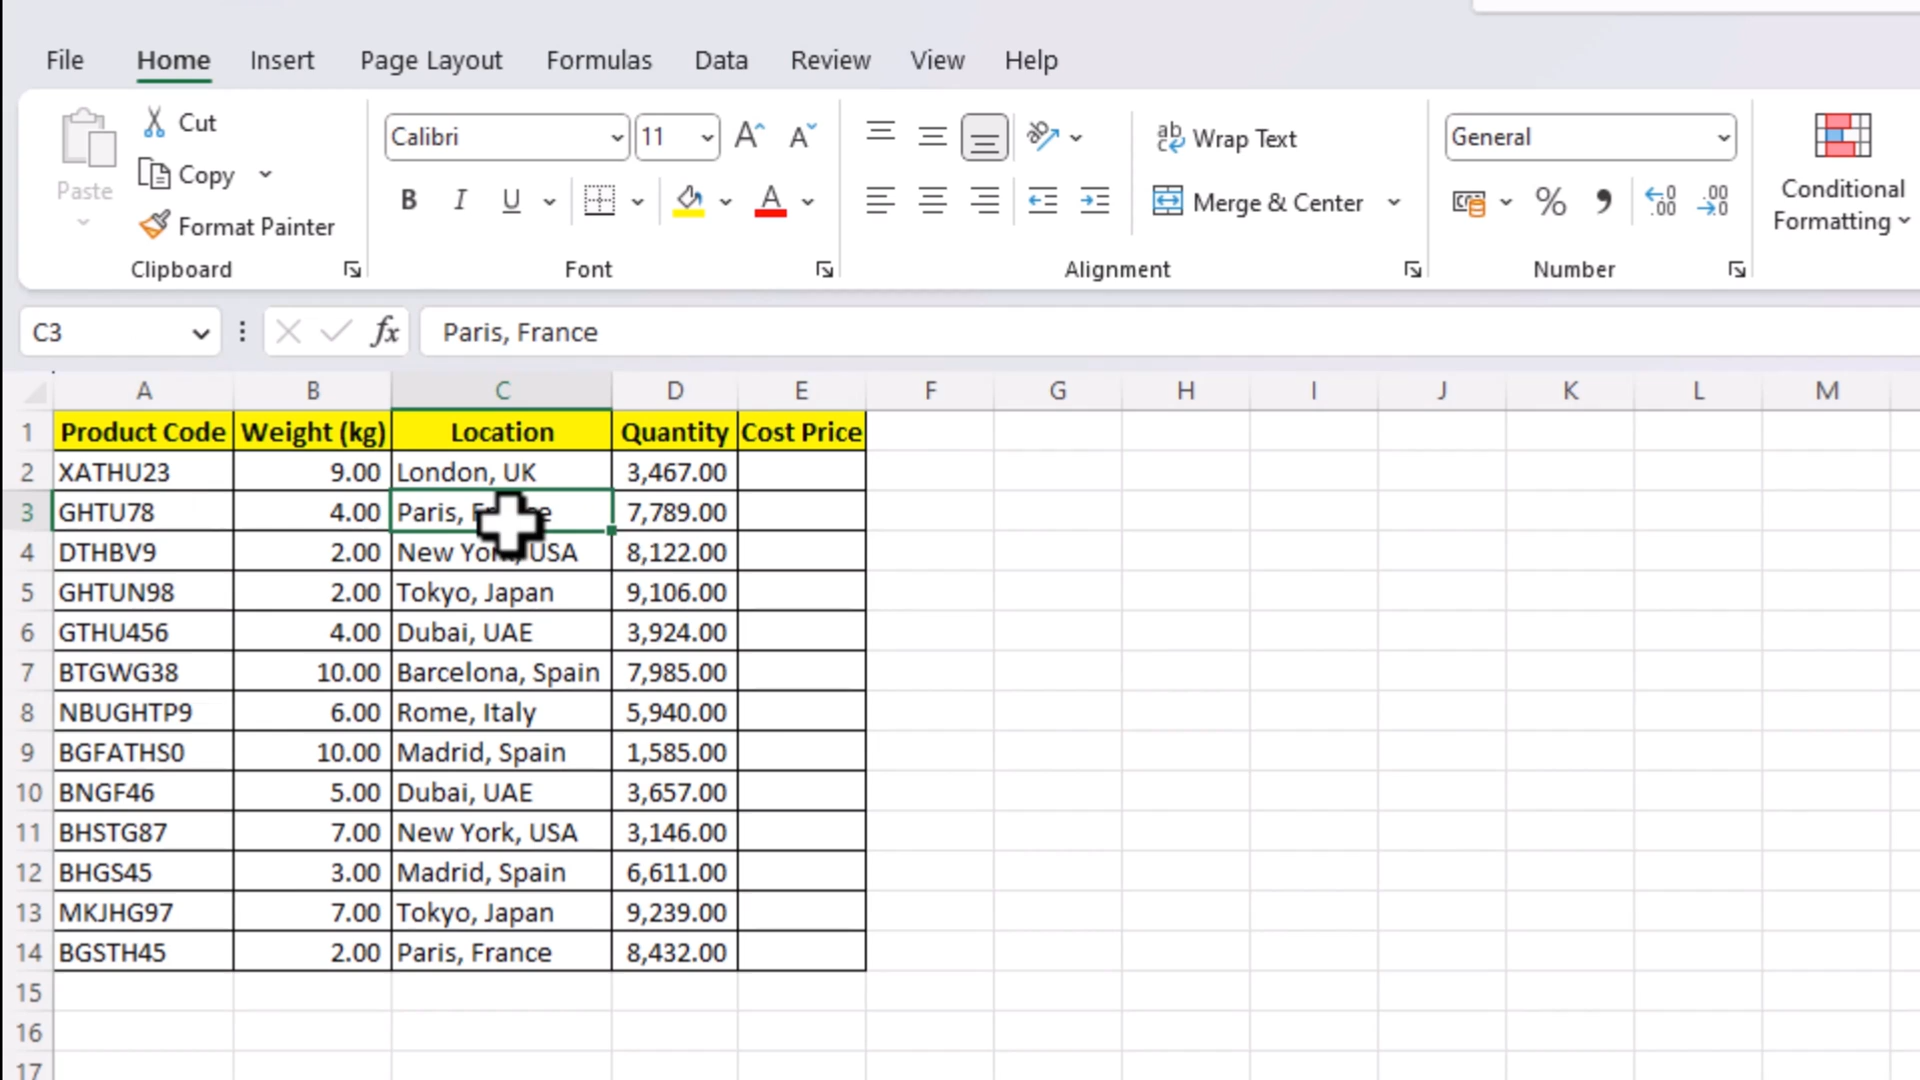 File Home Insert Page Layout Formulas Data Review View Help
Paste Cut Copy Format Painter Clipboard
Calibri 11 B I U A Font
Wrap Text Merge & Center Alignment
General % Number
Conditional Formatting
C3 fx Paris, France
A B C D E F G H I J K L M
1 Product Code Weight (kg) Location Quantity Cost Price
2 XATHU23 9.00 London, UK 3,467.00
3 GHTU78 4.00 Paris, 7,789.00
4 DTHBV9 2.00 New York, USA 8,122.00
5 GHTUN98 2.00 Tokyo, Japan 9,106.00
6 GTHU456 4.00 Dubai, UAE 3,924.00
7 BTGWG38 10.00 Barcelona, Spain 7,985.00
8 NBUGHTP9 6.00 Rome, Italy 5,940.00
9 BGFATHS0 10.00 Madrid, Spain 1,585.00
10 BNGF46 5.00 Dubai, UAE 3,657.00
11 BHSTG87 7.00 New York, USA 3,146.00
12 BHGS45 3.00 Madrid, Spain 6,611.00
13 MKJHG97 7.00 Tokyo, Japan 9,239.00
14 BGSTH45 2.00 Paris, France 8,432.00
15
16
17